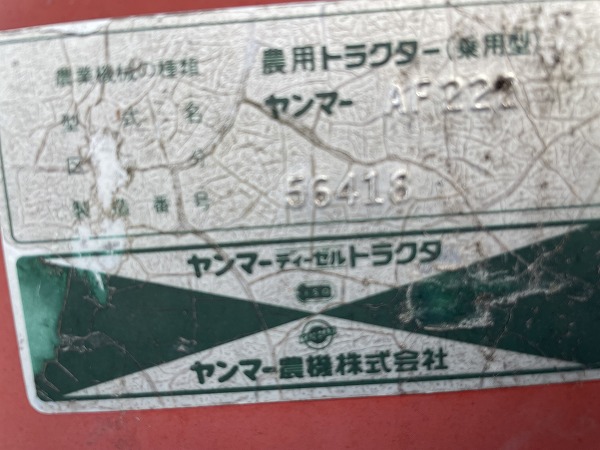 農業機械の種類 農用トラクター(乗用型)
型式名 ヤンマー AF222
区分
製造番号 56418
ヤンマーディーゼルトラクタ
ヤンマー農機株式会社